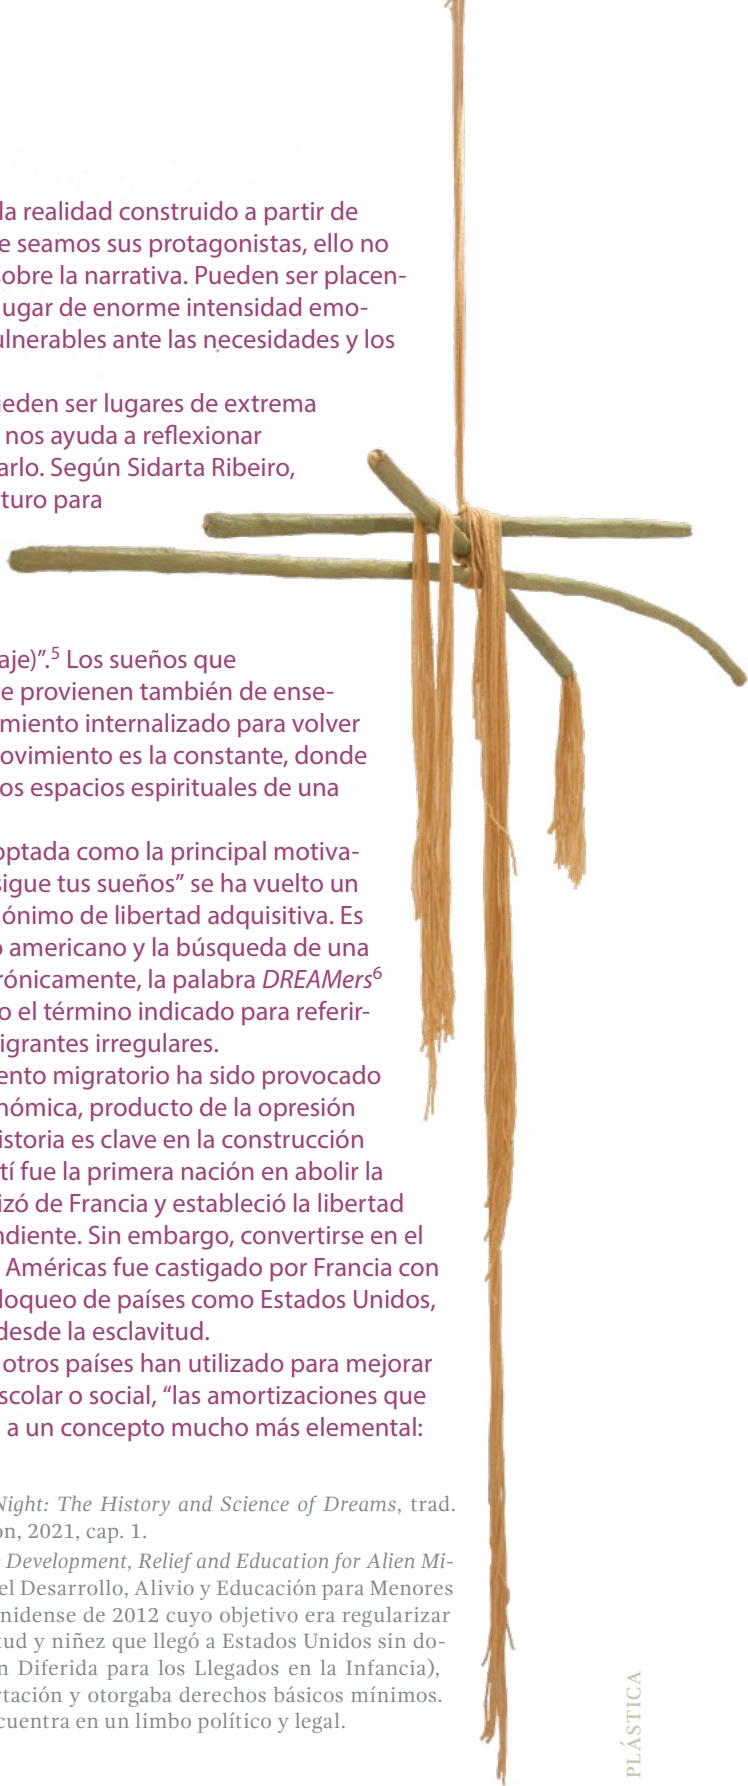 la realidad construido a partir de
e seamos sus protagonistas, ello no
sobre la narrativa. Pueden ser placen-
lugar de enorme intensidad emo-
ulnerables ante las necesidades y los
ueden ser lugares de extrema
nos ayuda a reflexionar
arlo. Según Sidarta Ribeiro,
turo para
aje)”.⁵ Los sueños que
te provienen también de ense-
miento internalizado para volver
ovimiento es la constante, donde
os espacios espirituales de una
optada como la principal motiva-
sigue tus sueños” se ha vuelto un
ónimo de libertad adquisitiva. Es
o americano y la búsqueda de una
rónicamente, la palabra DREAMers⁶
o el término indicado para referir-
igrantes irregulares.
ento migratorio ha sido provocado
nómica, producto de la opresión
istoria es clave en la construcción
tí fue la primera nación en abolir la
izó de Francia y estableció la libertad
ndiente. Sin embargo, convertirse en el
Américas fue castigado por Francia con
loqueo de países como Estados Unidos,
desde la esclavitud.
otros países han utilizado para mejorar
scolar o social, “las amortizaciones que
a un concepto mucho más elemental:
Night: The History and Science of Dreams, trad.
on, 2021, cap. 1.
Development, Relief and Education for Alien Mi-
el Desarrollo, Alivio y Educación para Menores
nidense de 2012 cuyo objetivo era regularizar
tud y niñez que llegó a Estados Unidos sin do-
n Diferida para los Llegados en la Infancia),
rtación y otorgaba derechos básicos mínimos.
cuentra en un limbo político y legal.
PLÁSTICA